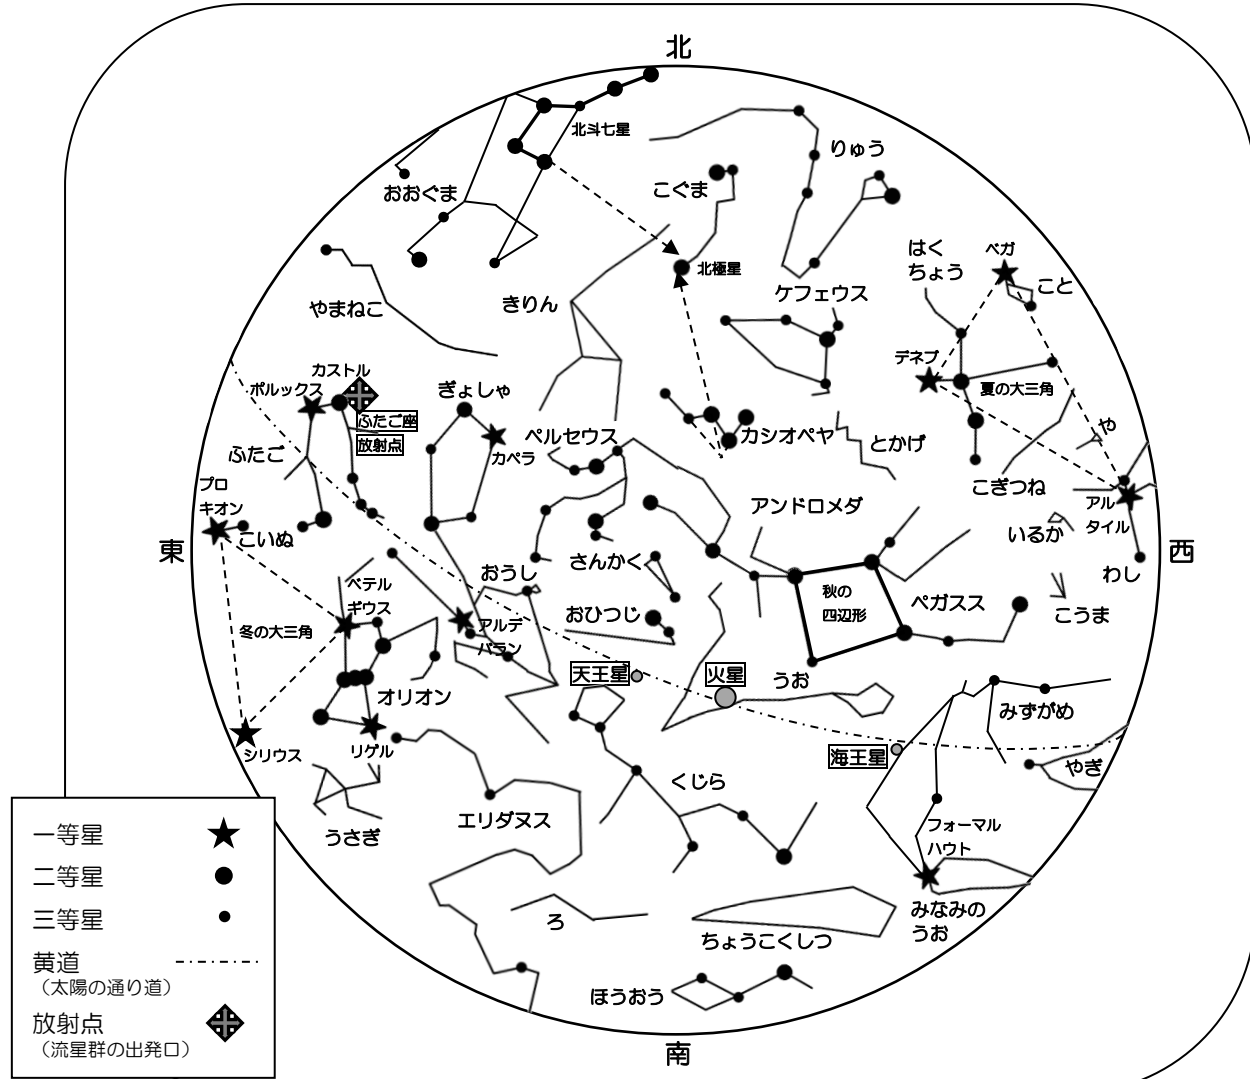 北
北斗七星
りゅう
おおぐま
こぐま
北極星
はく
ちょう
ベガ
こと
きりん
ケフェウス
やまねこ
デネブ
夏の大三角
カストル
ポルックス
ぎょしゃ
ふたご座
放射点
カペラ
ペルセウス
カシオペヤ
とかげ
や
ふたご
プロ
キオン
こいぬ
アンドロメダ
こぎつね
アル
タイル
いるか
東
西
わし
さんかく
おうし
ベテル
ギウス
おひつじ
秋の
四辺形
ペガスス
こうま
冬の大三角
アルデ
バラン
天王星
火星
うお
オリオン
みずがめ
シリウス
リゲル
海王星
やぎ
くじら
エリダヌス
うさぎ
フォーマル
ハウト
みなみの
うお
ろ
ちょうこくしつ
ほうおう
南
一等星
二等星
三等星
黄道
（太陽の通り道）
放射点
（流星群の出発口）